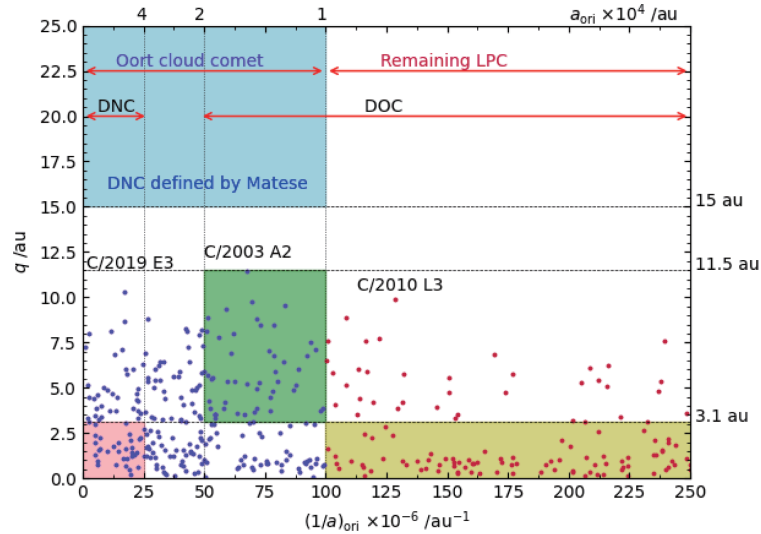 4 2 1 a_ori ×10^4 /au
25.0
Oort cloud comet Remaining LPC
22.5
DNC DOC
20.0
17.5
DNC defined by Matese
15.0 15 au
12.5
C/2019 E3 C/2003 A2
11.5 au
C/2010 L3
10.0
q /au
7.5
5.0
3.1 au
2.5
0.0
0 25 50 75 100 125 150 175 200 225 250
(1/a)_ori ×10^-6 /au^-1